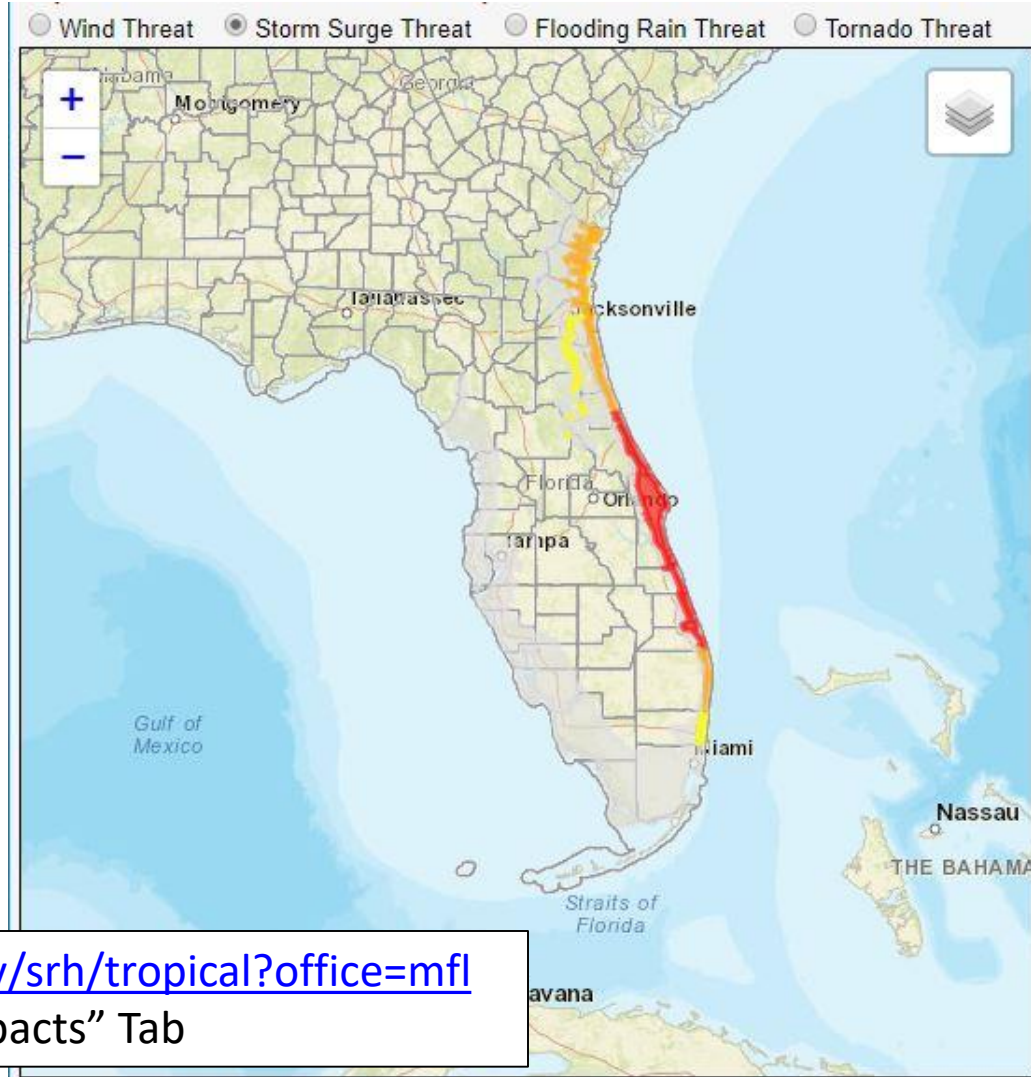 Wind Threat Storm Surge Threat Flooding Rain Threat Tornado Threat
+
−
Alabama
Georgia
Montgomery
Tallahassee
Jacksonville
Florida
Orlando
Tampa
Gulf of
Mexico
Miami
Nassau
THE BAHAMA
Straits of
Florida
avana
v/srh/tropical?office=mfl
pacts” Tab